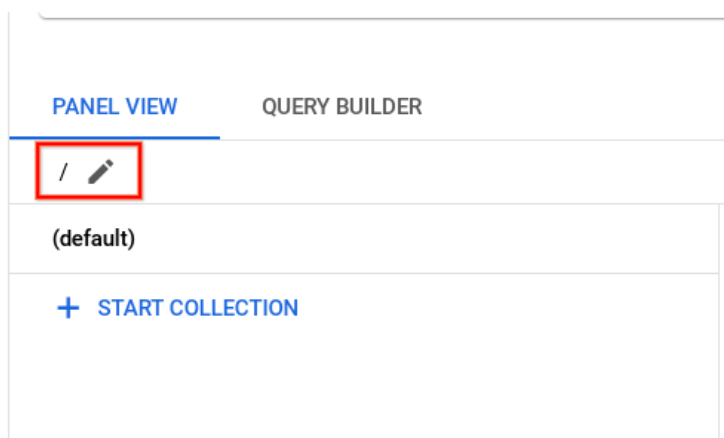 PANEL VIEW QUERY BUILDER
/
(default)
+ START COLLECTION